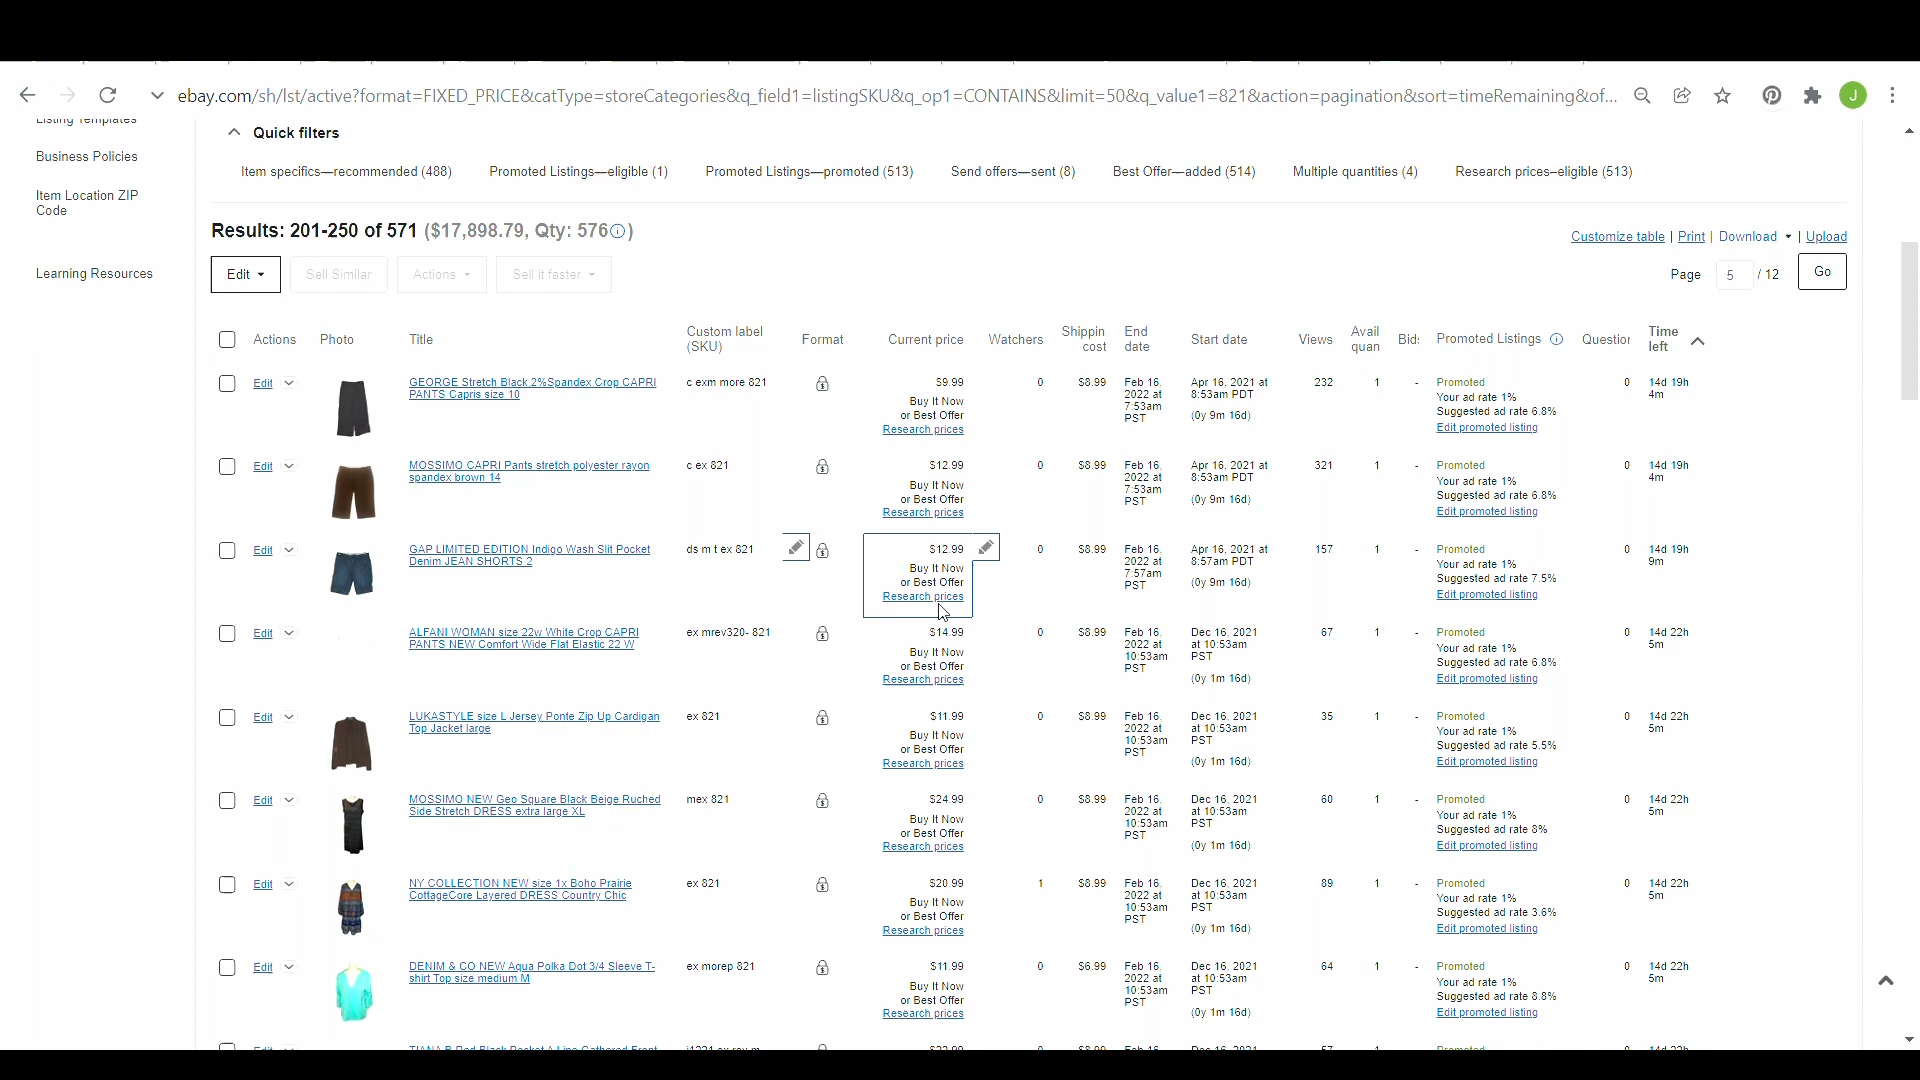 ebay.com/sh/lst/active?format=FIXED_PRICE&catType=storeCategories&q_field1=listingSKU&q_op1=CONTAINS&limit=50&q_value1=821&action=pagination&sort=timeRemaining&of...
J
Listing Templates
Business Policies
Item Location ZIP
Code
Learning Resources
Quick filters
Item specifics—recommended (488) Promoted Listings—eligible (1) Promoted Listings—promoted (513) Send offers—sent (8) Best Offer—added (514) Multiple quantities (4) Research prices–eligible (513)
Results: 201-250 of 571 ($17,898.79, Qty: 576)
Customize table | Print | Download | Upload
Edit Sell Similar Actions Sell it faster
Page 5 / 12 Go
Actions Photo Title Custom label (SKU) Format Current price Watchers Shippin cost End date Start date Views Avail quan Bids Promoted Listings Question Time left
Edit GEORGE Stretch Black 2%Spandex Crop CAPRI c exm more 821 $9.99 0 $8.99 Feb 16, Apr 16, 2021 at 232 1 - Promoted 0 14d 19h
PANTS Capris size 10 Buy It Now 2022 at 8:53am PDT Your ad rate 1% 4m
or Best Offer 7:53am (0y 9m 16d) Suggested ad rate 6.8%
Research prices PST Edit promoted listing
Edit MOSSIMO CAPRI Pants stretch polyester rayon c ex 821 $12.99 0 $8.99 Feb 16, Apr 16, 2021 at 321 1 - Promoted 0 14d 19h
spandex brown 14 Buy It Now 2022 at 8:53am PDT Your ad rate 1% 4m
or Best Offer 7:53am (0y 9m 16d) Suggested ad rate 6.8%
Research prices PST Edit promoted listing
Edit GAP LIMITED EDITION Indigo Wash Slit Pocket ds m t ex 821 $12.99 0 $8.99 Feb 16, Apr 16, 2021 at 157 1 - Promoted 0 14d 19h
Denim JEAN SHORTS 2 Buy It Now 2022 at 8:57am PDT Your ad rate 1% 9m
or Best Offer 7:57am (0y 9m 16d) Suggested ad rate 7.5%
Research prices PST Edit promoted listing
Edit ALFANI WOMAN size 22w White Crop CAPRI ex mrev320- 821 $14.99 0 $8.99 Feb 16, Dec 16, 2021 67 1 - Promoted 0 14d 22h
PANTS NEW Comfort Wide Flat Elastic 22 W Buy It Now 2022 at at 10:53am Your ad rate 1% 5m
or Best Offer 10:53am PST Suggested ad rate 6.8%
Research prices PST (0y 1m 16d) Edit promoted listing
Edit LUKASTYLE size L Jersey Ponte Zip Up Cardigan ex 821 $11.99 0 $8.99 Feb 16, Dec 16, 2021 35 1 - Promoted 0 14d 22h
Top Jacket large Buy It Now 2022 at at 10:53am Your ad rate 1% 5m
or Best Offer 10:53am PST Suggested ad rate 5.5%
Research prices PST (0y 1m 16d) Edit promoted listing
Edit MOSSIMO NEW Geo Square Black Beige Ruched mex 821 $24.99 0 $8.99 Feb 16, Dec 16, 2021 60 1 - Promoted 0 14d 22h
Side Stretch DRESS extra large XL Buy It Now 2022 at at 10:53am Your ad rate 1% 5m
or Best Offer 10:53am PST Suggested ad rate 8%
Research prices PST (0y 1m 16d) Edit promoted listing
Edit NY COLLECTION NEW size 1x Boho Prairie ex 821 $20.99 1 $8.99 Feb 16, Dec 16, 2021 89 1 - Promoted 0 14d 22h
CottageCore Layered DRESS Country Chic Buy It Now 2022 at at 10:53am Your ad rate 1% 5m
or Best Offer 10:53am PST Suggested ad rate 3.6%
Research prices PST (0y 1m 16d) Edit promoted listing
Edit DENIM & CO NEW Aqua Polka Dot 3/4 Sleeve T- ex morep 821 $11.99 0 $6.99 Feb 16, Dec 16, 2021 64 1 - Promoted 0 14d 22h
shirt Top size medium M Buy It Now 2022 at at 10:53am Your ad rate 1% 5m
or Best Offer 10:53am PST Suggested ad rate 8.8%
Research prices PST (0y 1m 16d) Edit promoted listing